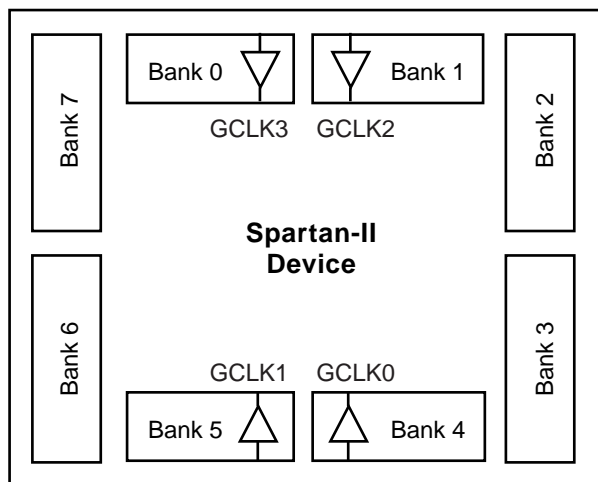 Bank 0
Bank 1
GCLK3 GCLK2
Bank 7
Bank 2
Spartan-II
Device
Bank 6
Bank 3
GCLK1 GCLK0
Bank 5
Bank 4